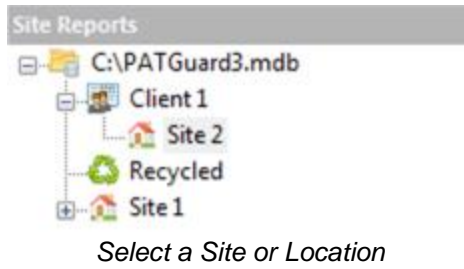 Site Reports
C:\PATGuard3.mdb
Client 1
Site 2
Recycled
Site 1
Select a Site or Location